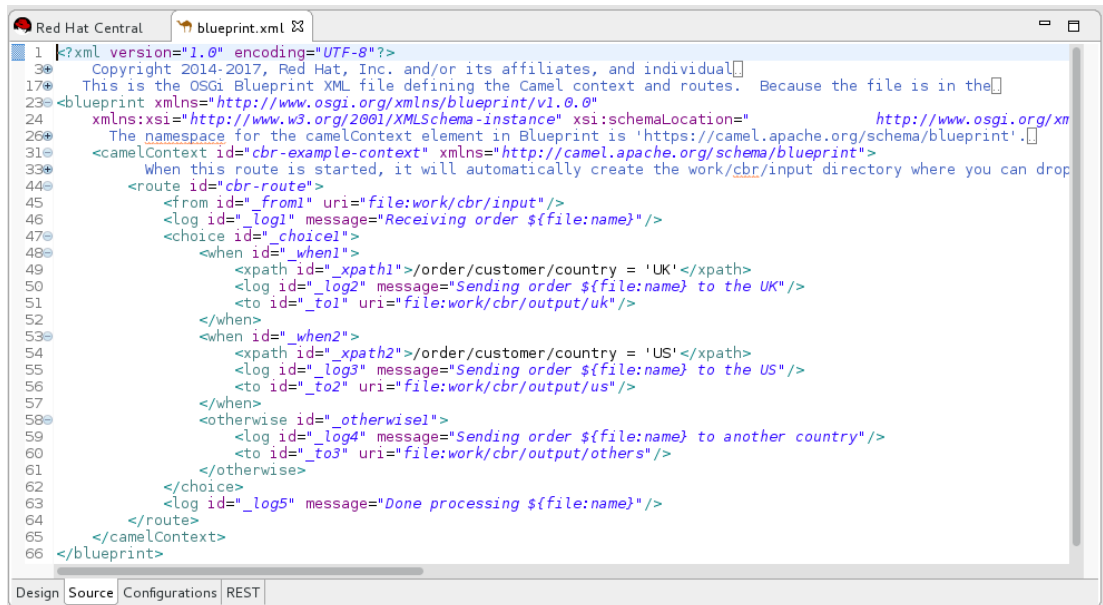 Red Hat Central blueprint.xml
1 <?xml version="1.0" encoding="UTF-8"?>
3 Copyright 2014-2017, Red Hat, Inc. and/or its affiliates, and individual
17 This is the OSGi Blueprint XML file defining the Camel context and routes. Because the file is in the
23 <blueprint xmlns="http://www.osgi.org/xmlns/blueprint/v1.0.0"
24 xmlns:xsi="http://www.w3.org/2001/XMLSchema-instance" xsi:schemaLocation=" http://www.osgi.org/xm
26 The namespace for the camelContext element in Blueprint is 'https://camel.apache.org/schema/blueprint'.
31 <camelContext id="cbr-example-context" xmlns="http://camel.apache.org/schema/blueprint">
33 When this route is started, it will automatically create the work/cbr/input directory where you can drop
44 <route id="cbr-route">
45 <from id="_from1" uri="file:work/cbr/input"/>
46 <log id="_log1" message="Receiving order ${file:name}"/>
47 <choice id="_choice1">
48 <when id="_when1">
49 <xpath id="_xpath1">/order/customer/country = 'UK'</xpath>
50 <log id="_log2" message="Sending order ${file:name} to the UK"/>
51 <to id="_to1" uri="file:work/cbr/output/uk"/>
52 </when>
53 <when id="_when2">
54 <xpath id="_xpath2">/order/customer/country = 'US'</xpath>
55 <log id="_log3" message="Sending order ${file:name} to the US"/>
56 <to id="_to2" uri="file:work/cbr/output/us"/>
57 </when>
58 <otherwise id="_otherwise1">
59 <log id="_log4" message="Sending order ${file:name} to another country"/>
60 <to id="_to3" uri="file:work/cbr/output/others"/>
61 </otherwise>
62 </choice>
63 <log id="_log5" message="Done processing ${file:name}"/>
64 </route>
65 </camelContext>
66 </blueprint>
Design Source Configurations REST